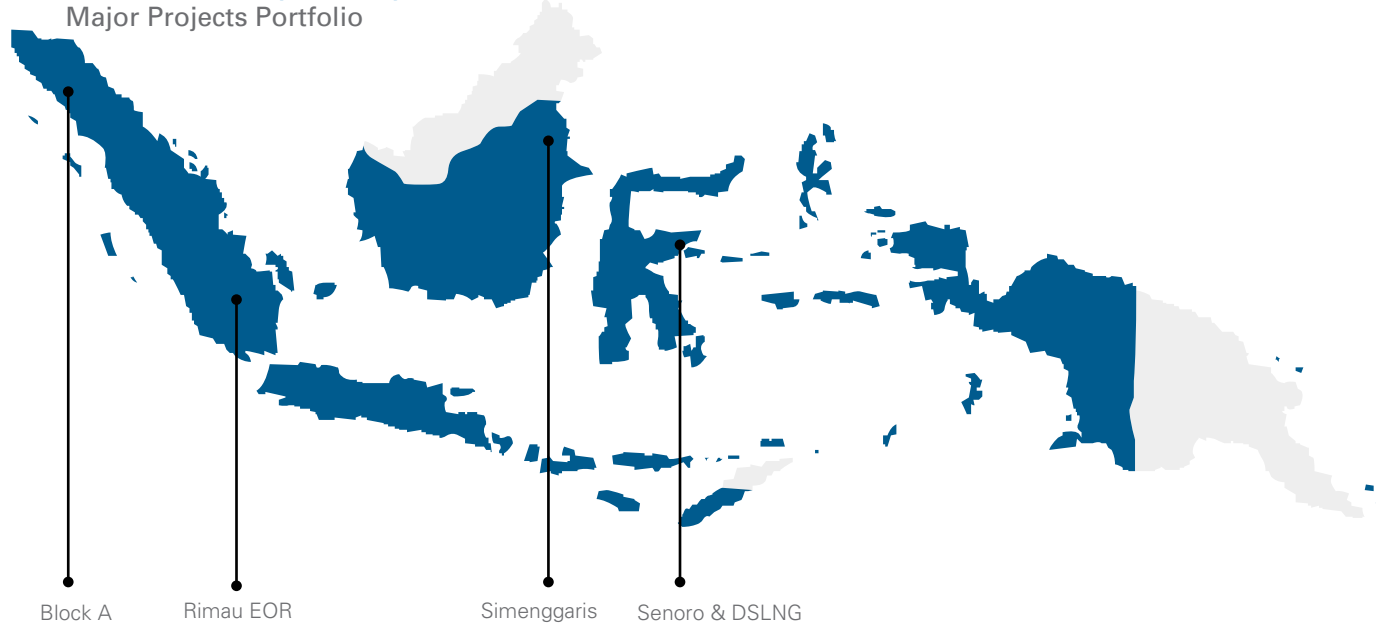 Major Projects Portfolio
Block A
Rimau EOR
Simenggaris
Senoro & DSLNG